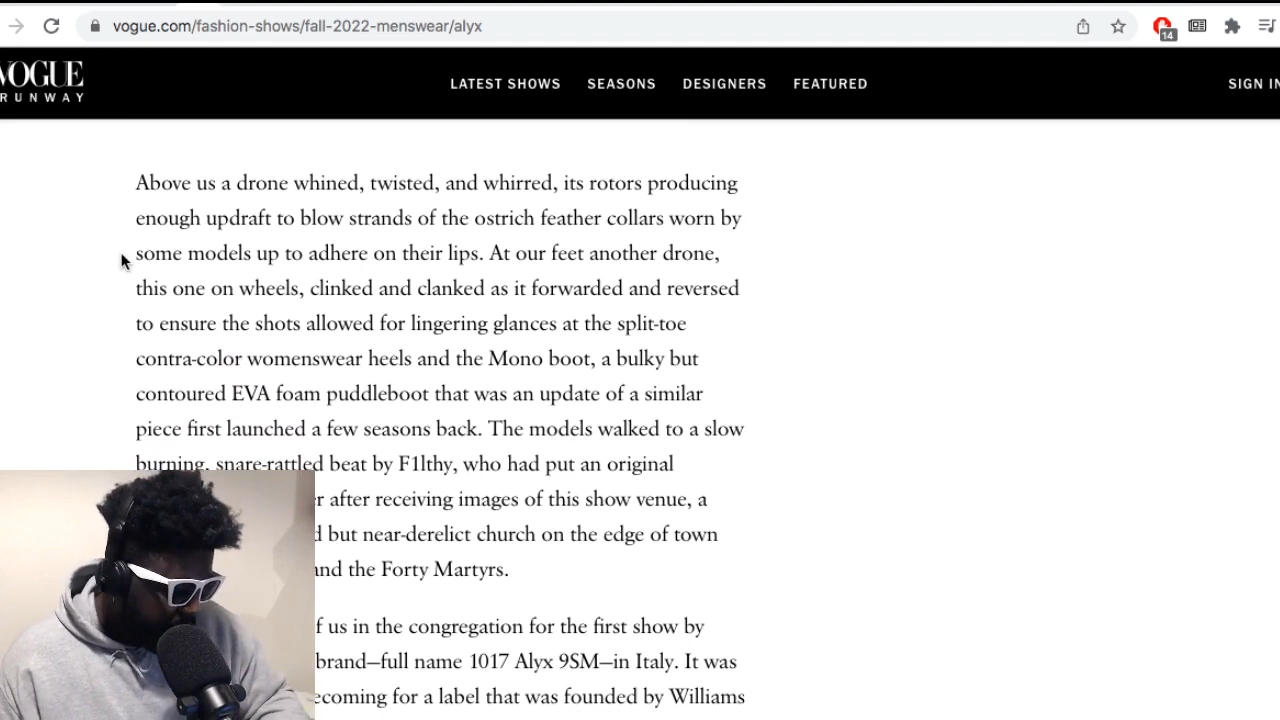 vogue.com/fashion-shows/fall-2022-menswear/alyx
14
VOGUE
RUNWAY
LATEST SHOWS SEASONS DESIGNERS FEATURED
SIGN IN
Above us a drone whined, twisted, and whirred, its rotors producing
enough updraft to blow strands of the ostrich feather collars worn by
some models up to adhere on their lips. At our feet another drone,
this one on wheels, clinked and clanked as it forwarded and reversed
to ensure the shots allowed for lingering glances at the split-toe
contra-color womenswear heels and the Mono boot, a bulky but
contoured EVA foam puddleboot that was an update of a similar
piece first launched a few seasons back. The models walked to a slow
burning, snare-rattled beat by F1lthy, who had put an original
after receiving images of this show venue, a
but near-derelict church on the edge of town
and the Forty Martyrs.
of us in the congregation for the first show by
brand—full name 1017 Alyx 9SM—in Italy. It was
for a label that was founded by Williams